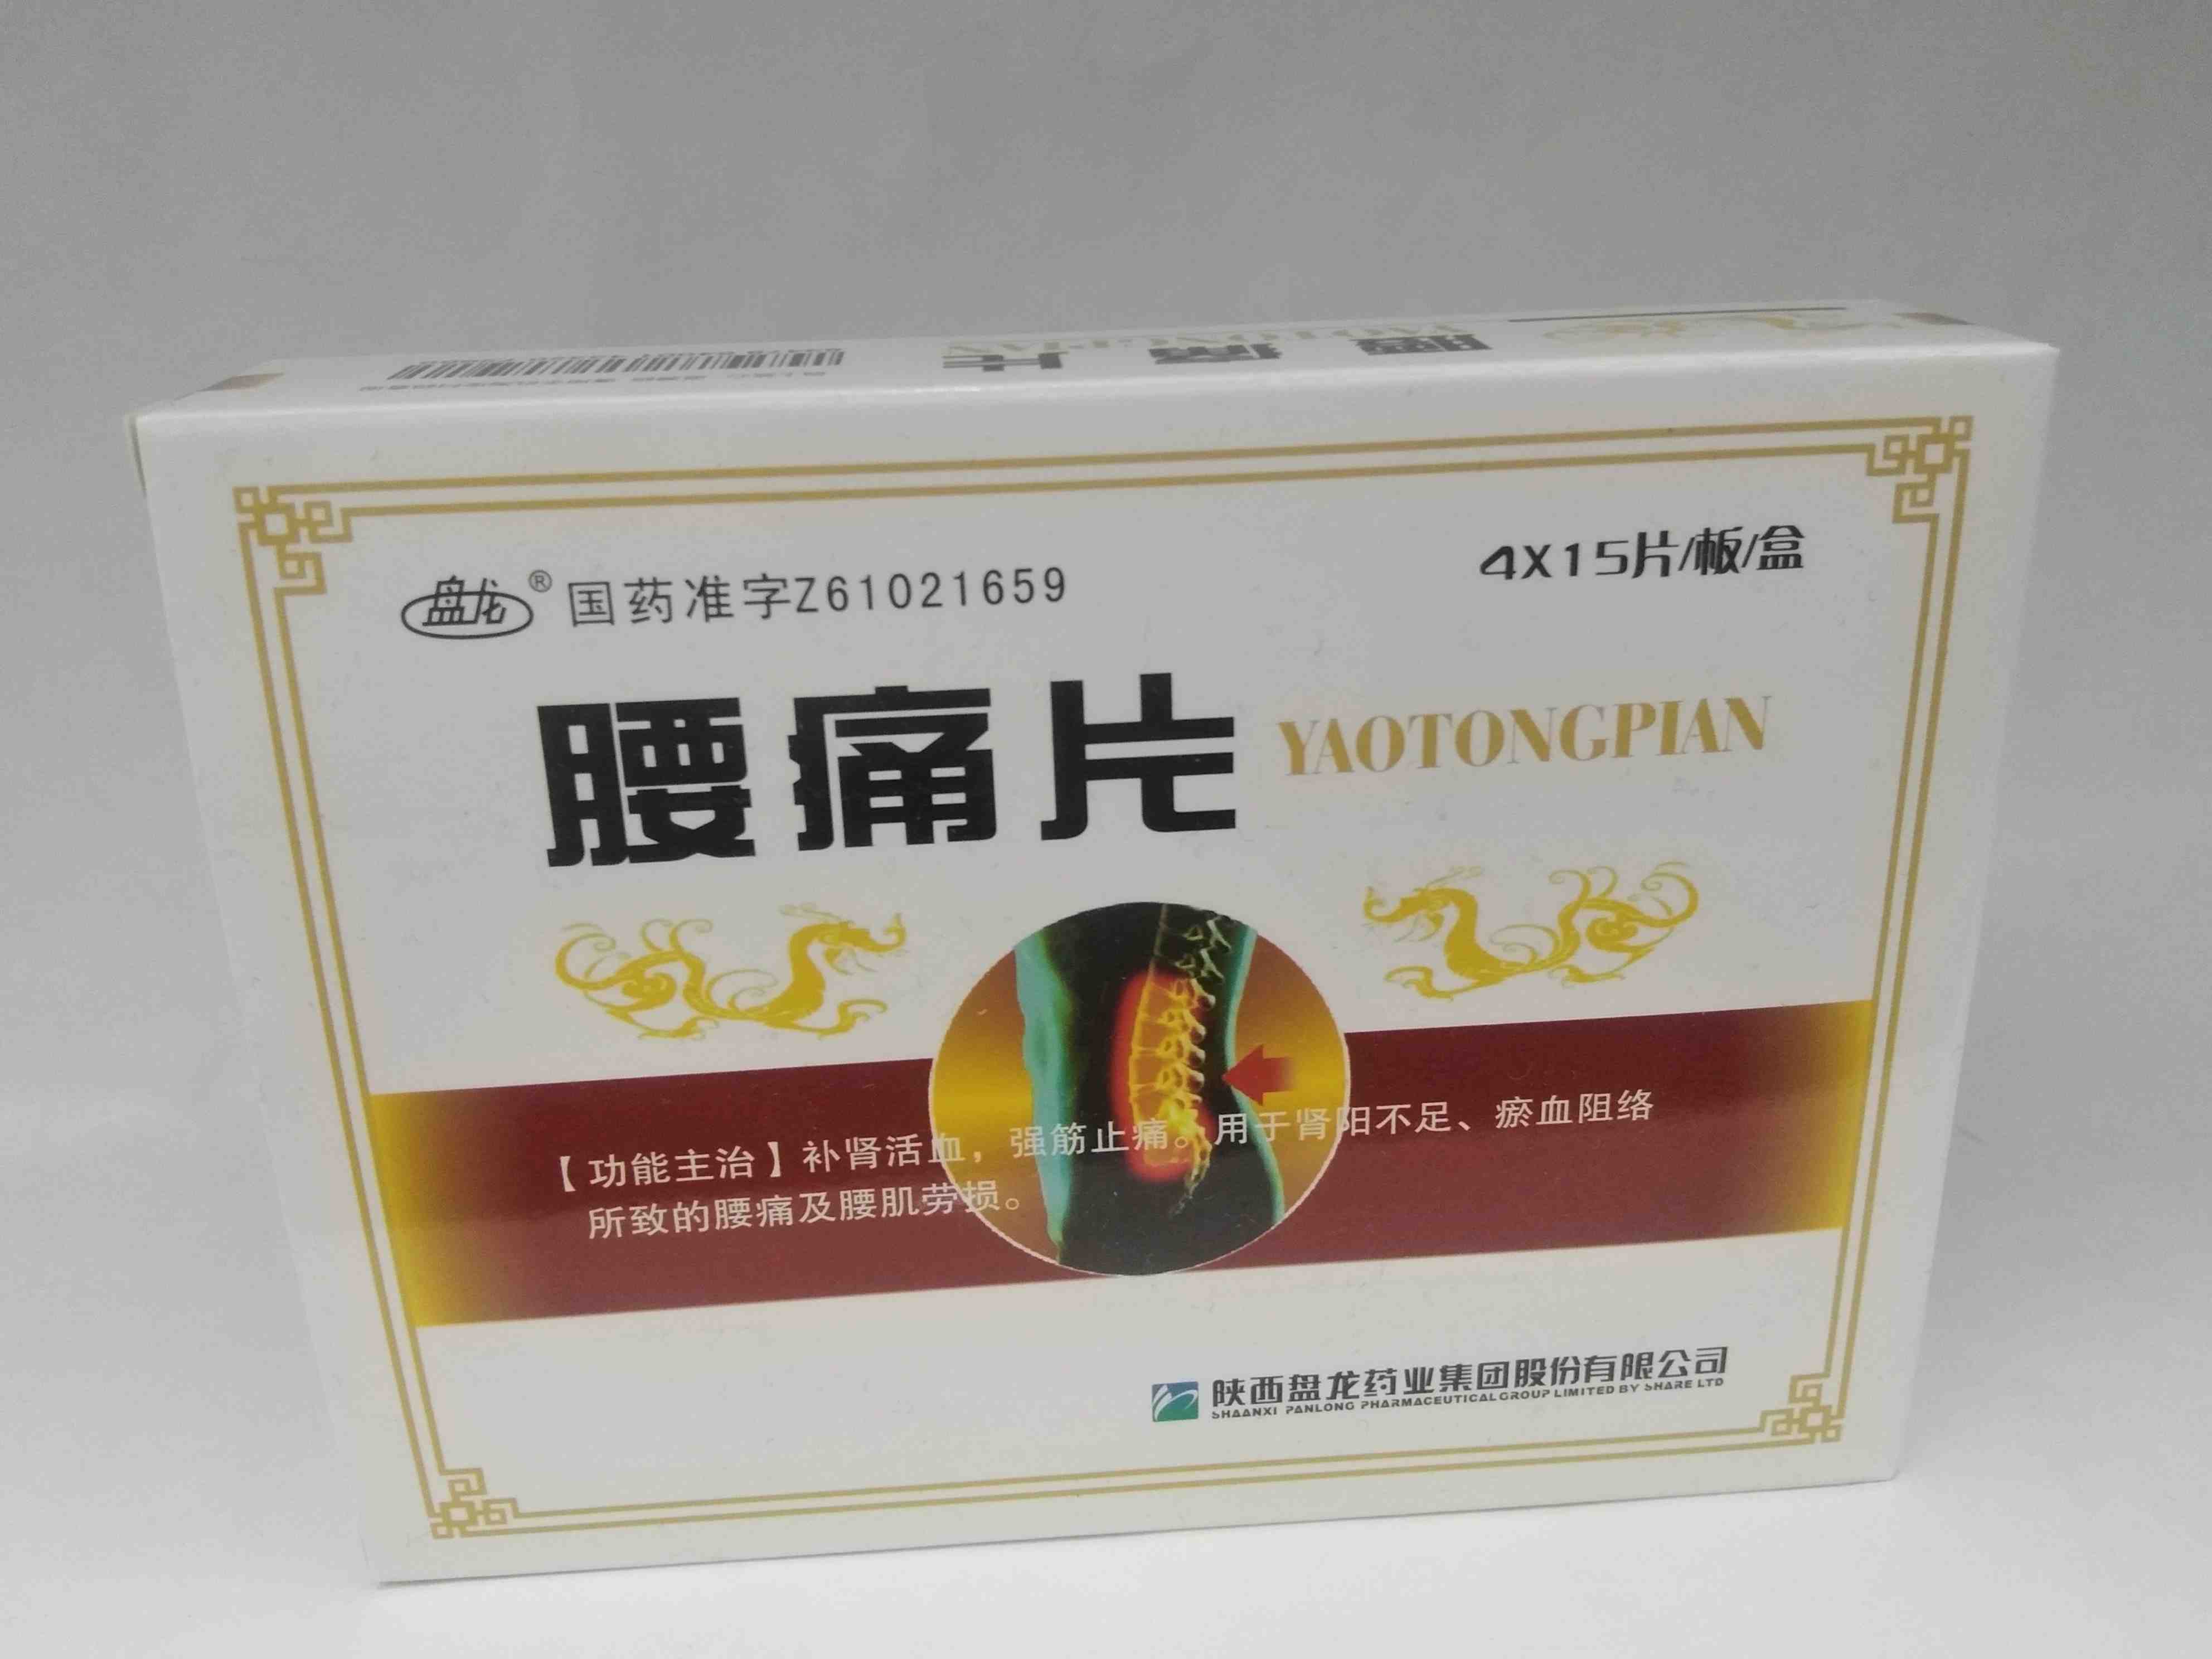 腰痛片
YAOTONGPIAN
盘龙® 国药准字Z61021659
4X15片/板/盒
腰痛片 YAOTONGPIAN
【功能主治】补肾活血，强筋止痛。用于肾阳不足、瘀血阻络
所致的腰痛及腰肌劳损。
陕西盘龙药业集团股份有限公司
SHAANXI PANLONG PHARMACEUTICAL GROUP LIMITED BY SHARE LTD